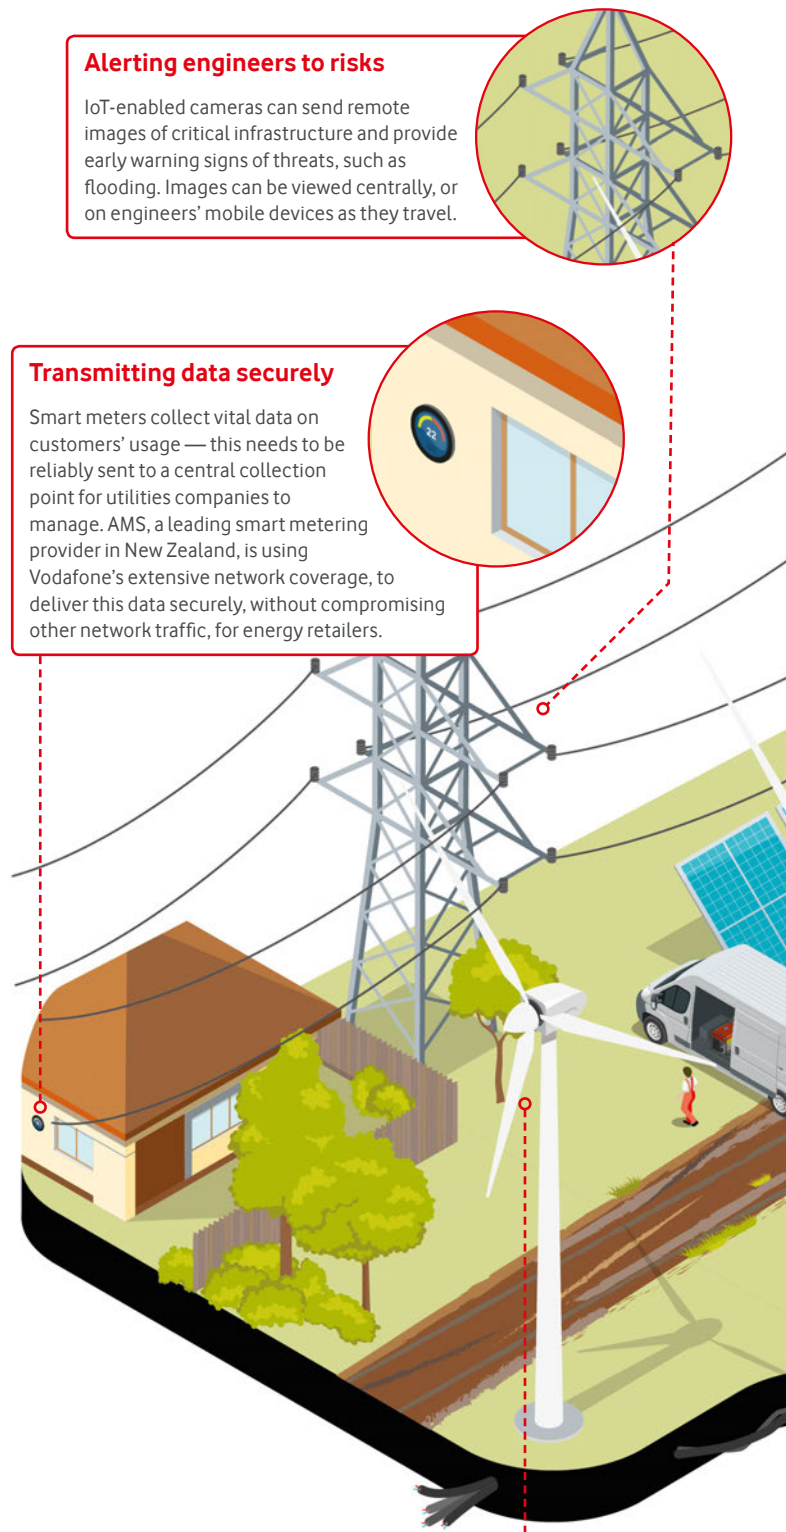 Alerting engineers to risks
IoT-enabled cameras can send remote
images of critical infrastructure and provide
early warning signs of threats, such as
flooding. Images can be viewed centrally, or
on engineers’ mobile devices as they travel.
Transmitting data securely
Smart meters collect vital data on
customers’ usage — this needs to be
reliably sent to a central collection
point for utilities companies to
manage. AMS, a leading smart metering
provider in New Zealand, is using
Vodafone’s extensive network coverage, to
deliver this data securely, without compromising
other network traffic, for energy retailers.
22